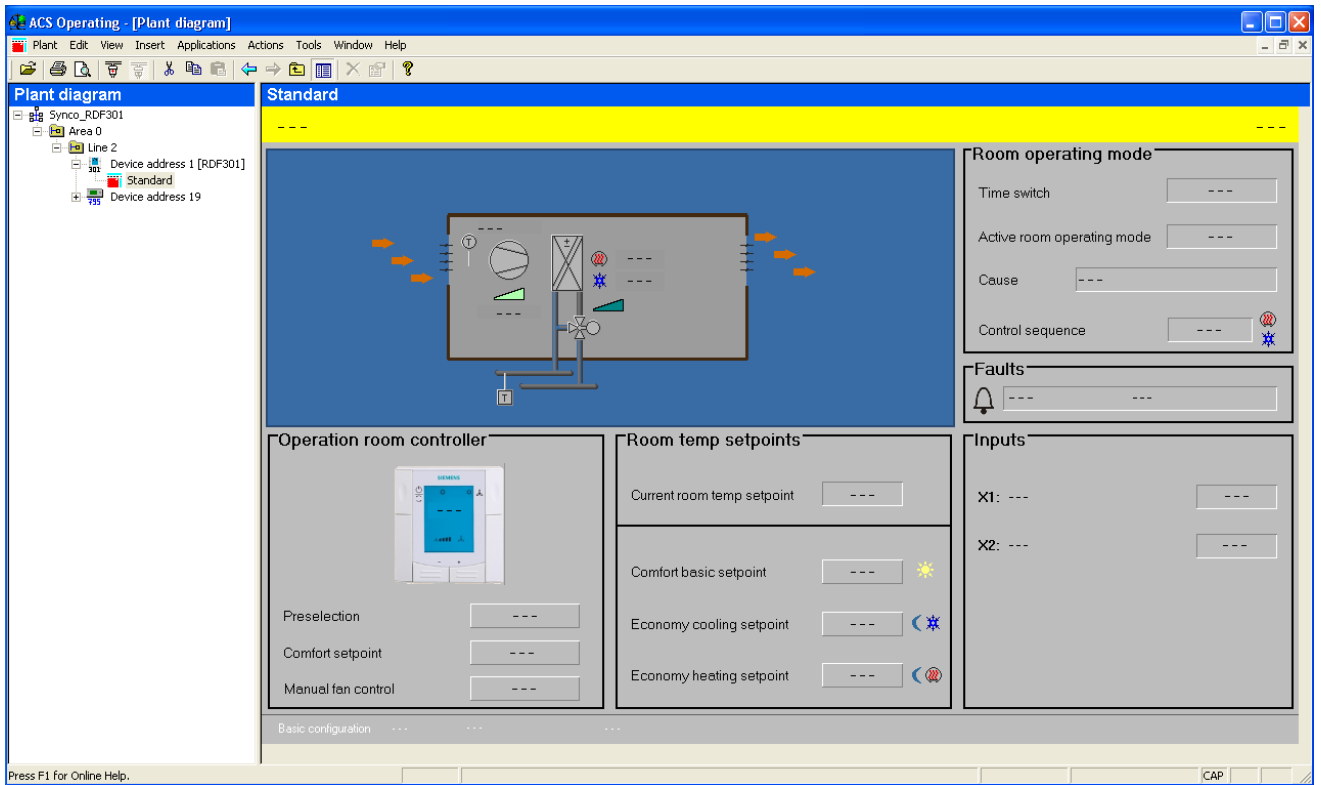 ACS Operating - [Plant diagram]
Plant Edit View Insert Applications Actions Tools Window Help
Plant diagram
Synco_RDF301
Area 0
Line 2
301
Device address 1 [RDF301]
Standard
795
Device address 19
Standard
--- ---
---
T
±
---
---
---
T
Room operating mode
Time switch ---
Active room operating mode ---
Cause ---
Control sequence ---
Faults
--- ---
Operation room controller
SIEMENS
---
- +
Preselection ---
Comfort setpoint ---
Manual fan control ---
Room temp setpoints
Current room temp setpoint ---
Comfort basic setpoint ---
Economy cooling setpoint ---
Economy heating setpoint ---
Inputs
X1: --- ---
X2: --- ---
Basic configuration --- --- ---
Press F1 for Online Help.
CAP